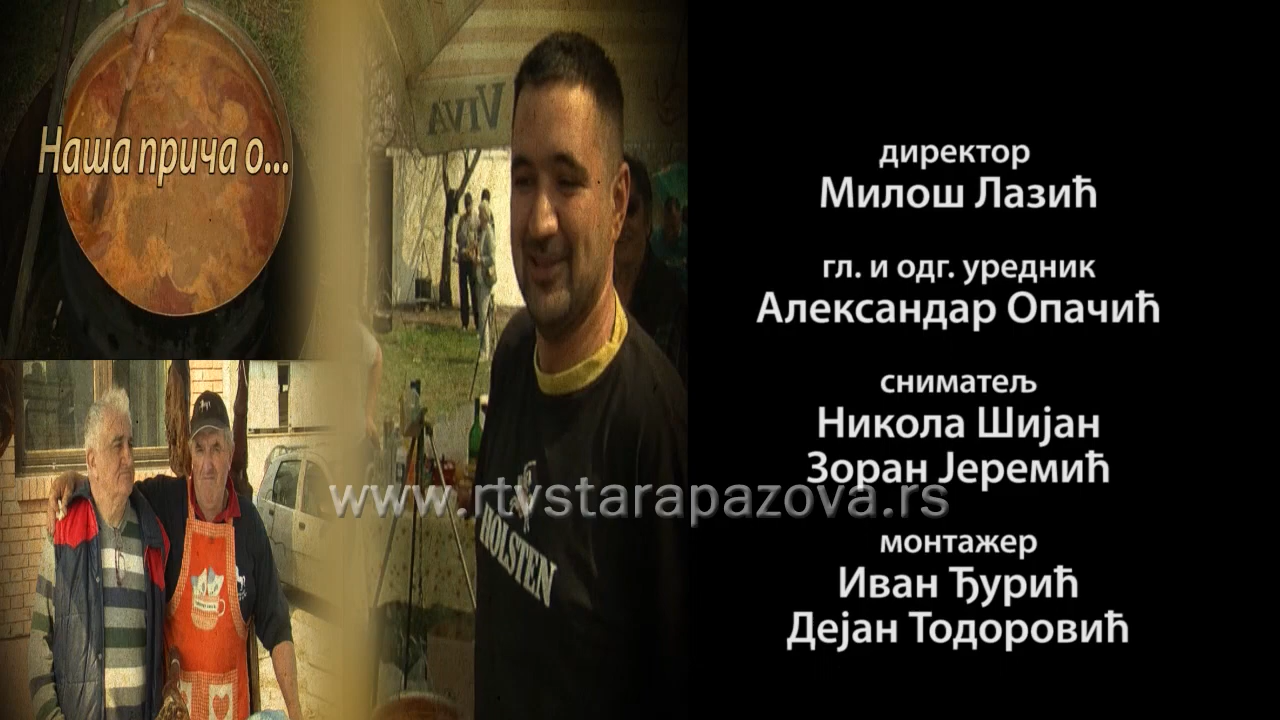 Наша прича о...
VIVA
HOLSTEN
директор
Милош Лазић
гл. и одг. уредник
Александар Опачић
сниматељ
Никола Шијан
Зоран Јеремић
www.rtvstarapazova.rs
монтажер
Иван Ђурић
Дејан Тодоровић